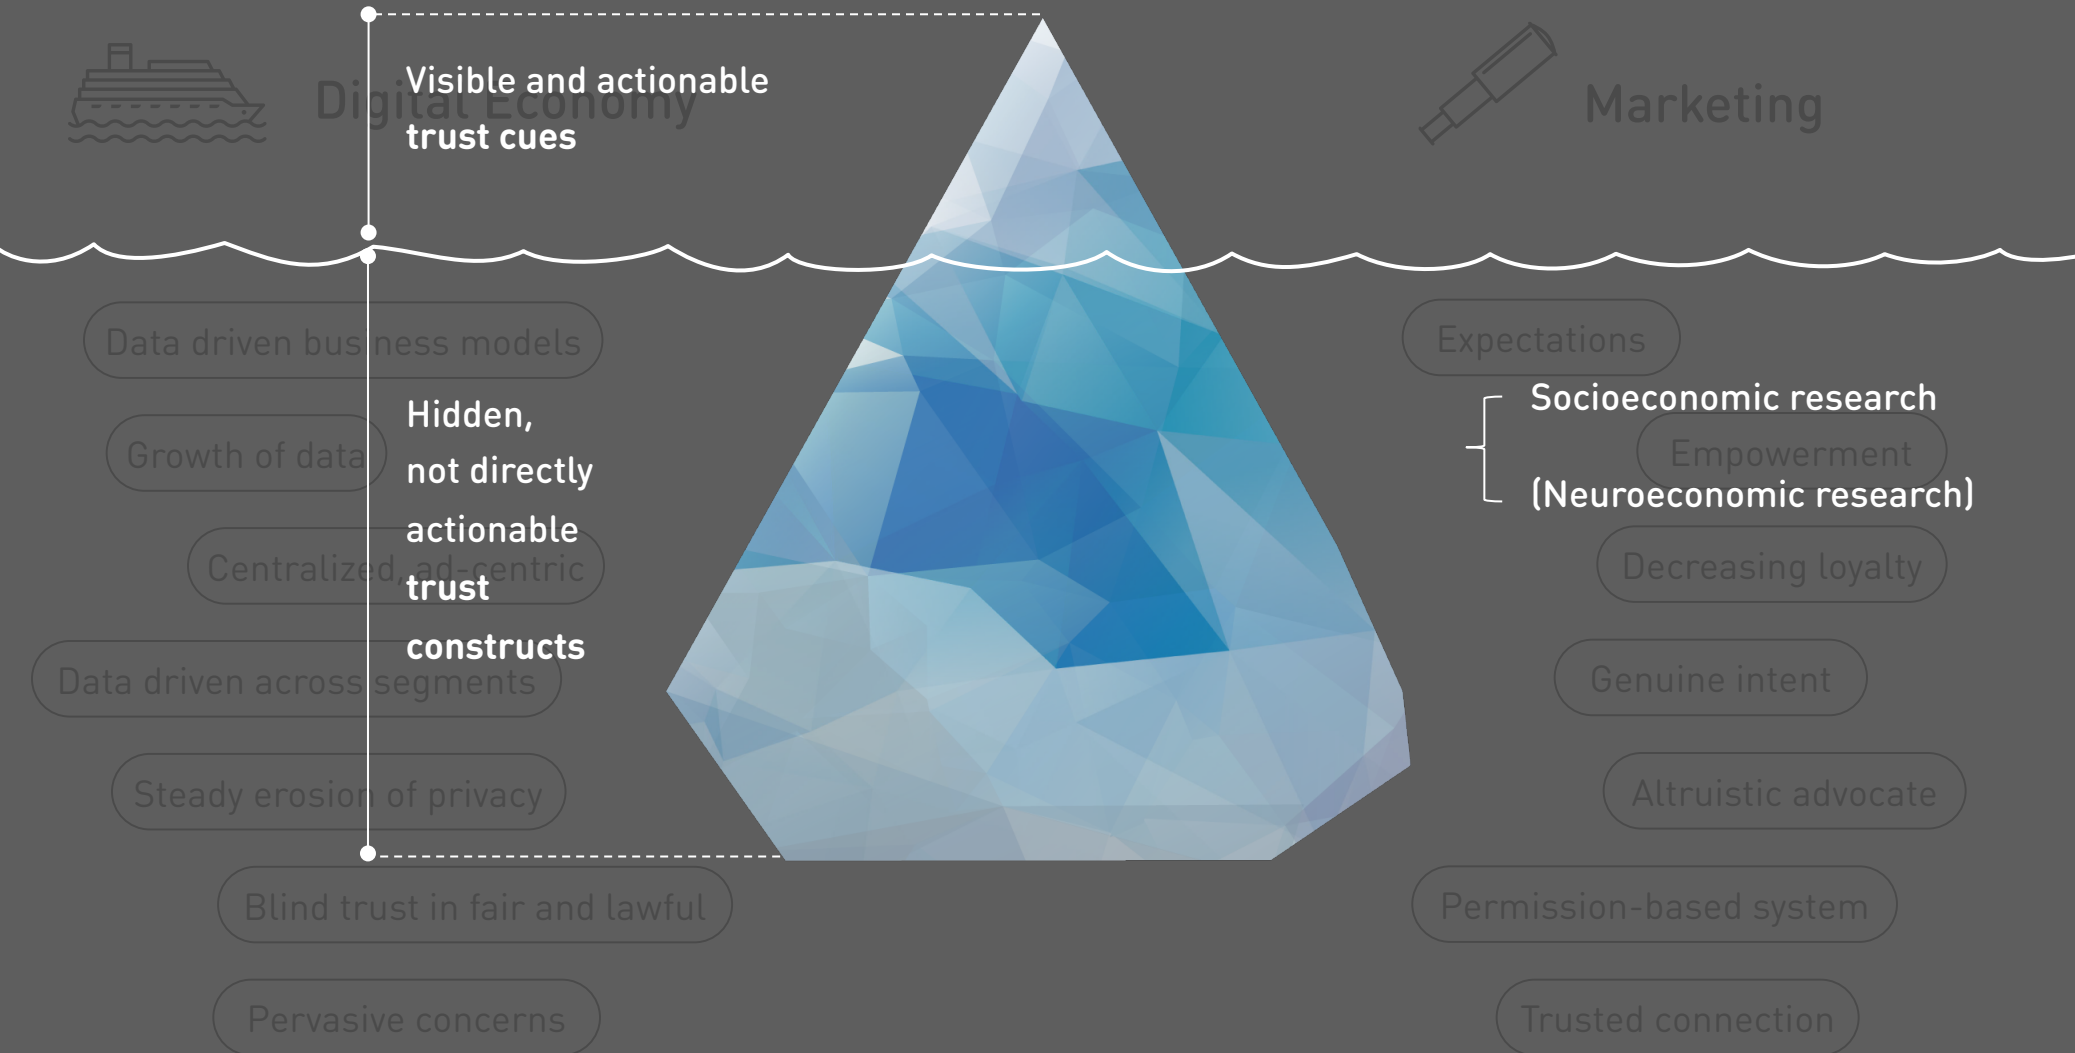 Digital Economy
Marketing
Visible and actionable
trust cues
Data driven business models
Growth of data
Centralized, ad-centric
Data driven across segments
Steady erosion of privacy
Blind trust in fair and lawful
Pervasive concerns
Hidden,
not directly
actionable
trust
constructs
Expectations
Socioeconomic research
Empowerment
(Neuroeconomic research)
Decreasing loyalty
Genuine intent
Altruistic advocate
Permission-based system
Trusted connection